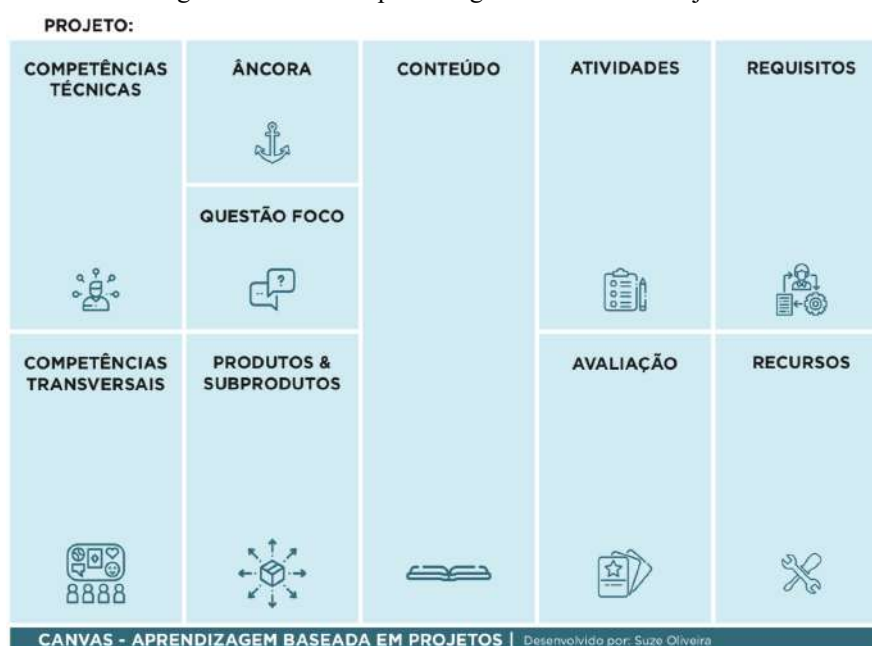 PROJETO:
COMPETÊNCIAS
TÉCNICAS
ÂNCORA
QUESTÃO FOCO
CONTEÚDO
ATIVIDADES
REQUISITOS
COMPETÊNCIAS
TRANSVERSAIS
PRODUTOS &
SUBPRODUTOS
AVALIAÇÃO
RECURSOS
CANVAS - APRENDIZAGEM BASEADA EM PROJETOS | Desenvolvido por: Suze Oliveira